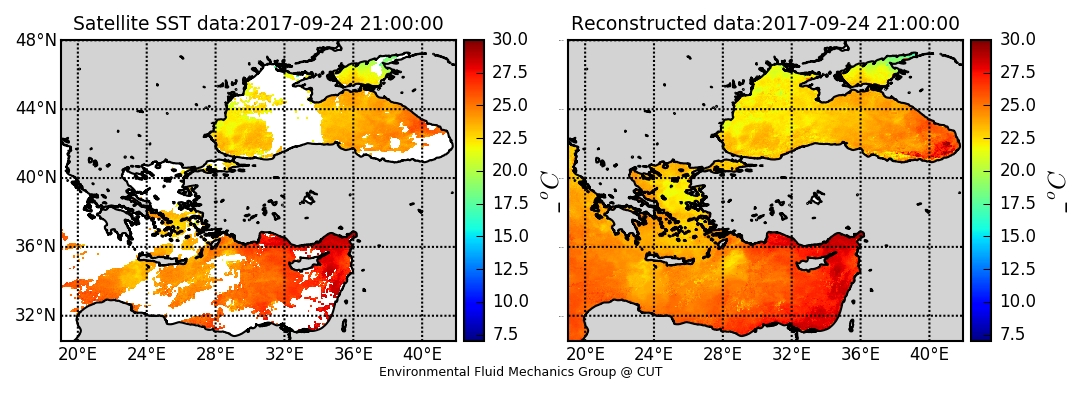 Satellite SST data:2017-09-24 21:00:00
Reconstructed data:2017-09-24 21:00:00
48°N
44°N
40°N
36°N
32°N
20°E 24°E 28°E 32°E 36°E 40°E
30.0
27.5
25.0
22.5
20.0
17.5
15.0
12.5
10.0
7.5
_°C
20°E 24°E 28°E 32°E 36°E 40°E
30.0
27.5
25.0
22.5
20.0
17.5
15.0
12.5
10.0
7.5
_°C
Environmental Fluid Mechanics Group @ CUT